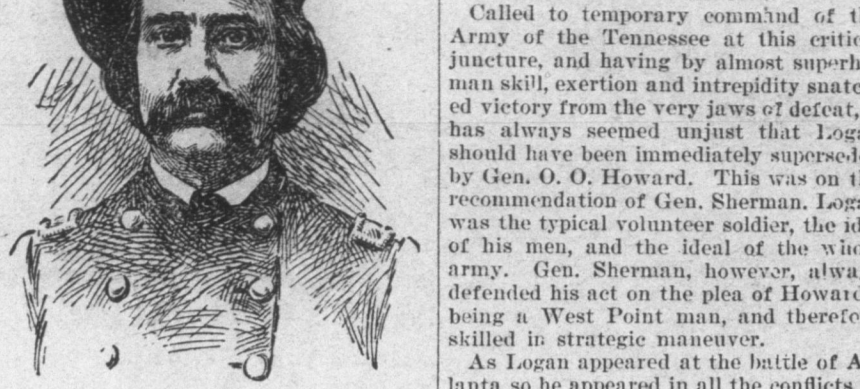 Called to temporary command of t
Army of the Tennessee at this critic
juncture, and having by almost superh
man skill, exertion and intrepidity snatc
ed victory from the very jaws of defeat,
has always seemed unjust that Loga
should have been immediately supersede
by Gen. O. O. Howard. This was on t
recommendation of Gen. Sherman. Loga
was the typical volunteer soldier, the id
of his men, and the ideal of the who
army. Gen. Sherman, however, alwa
defended his act on the plea of Howard
being a West Point man, and therefo
skilled in strategic maneuver.
As Logan appeared at the battle of A
lanta so he appeared in all the conflicts